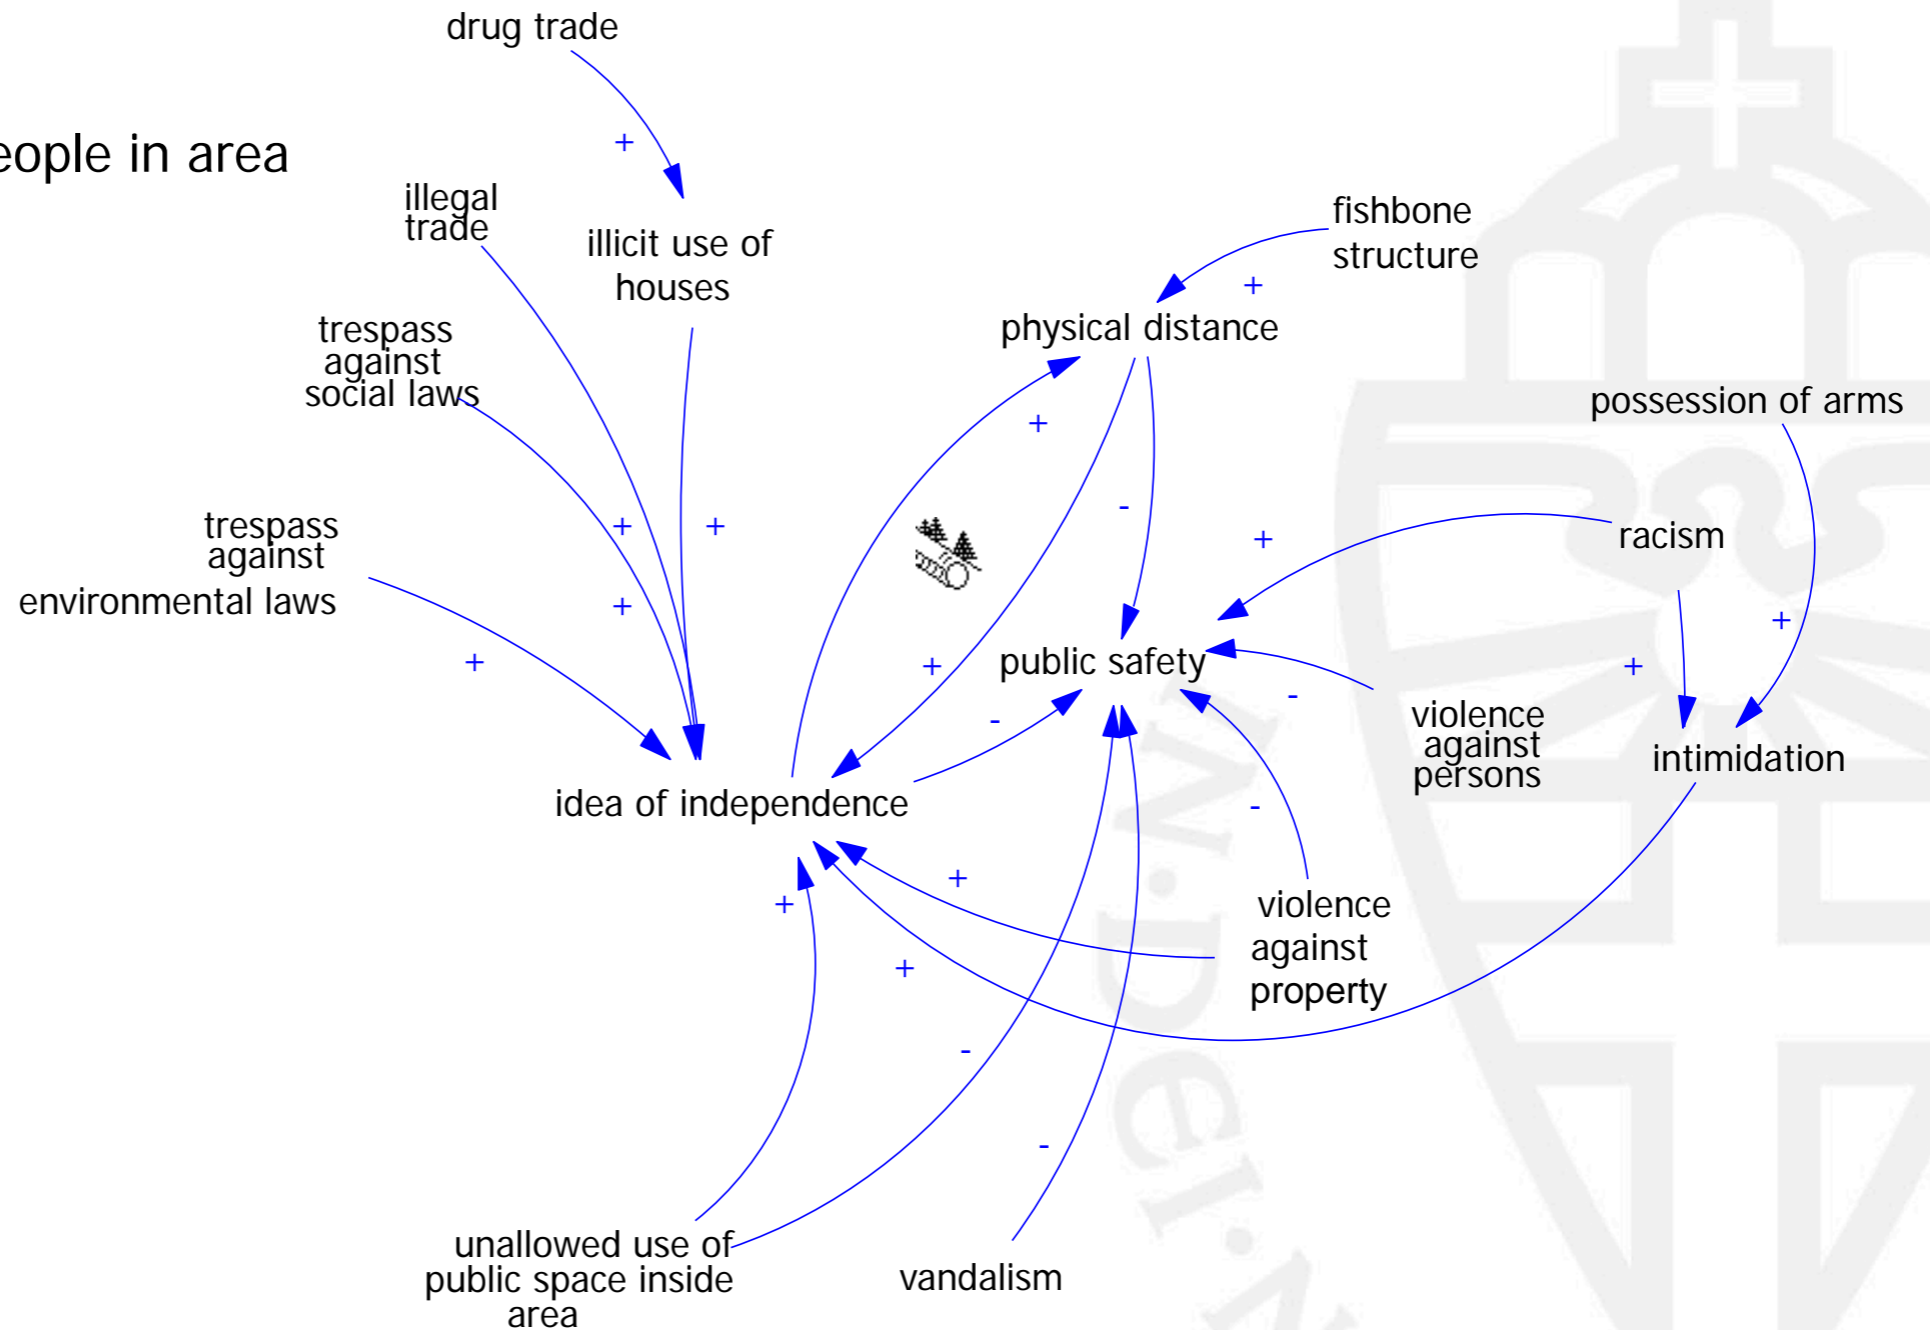 drug trade
+
eople in area
illegal
trade
illicit use of
houses
fishbone
structure
+
trespass
against
social laws
physical distance
possession of arms
+
trespass
against
environmental laws
+
+
-
+
racism
+
+
+
+
public safety
-
+
-
violence
against
persons
intimidation
idea of independence
-
+
+
violence
against
property
+
-
-
unallowed use of
public space inside
area
vandalism
IN·Dei·N